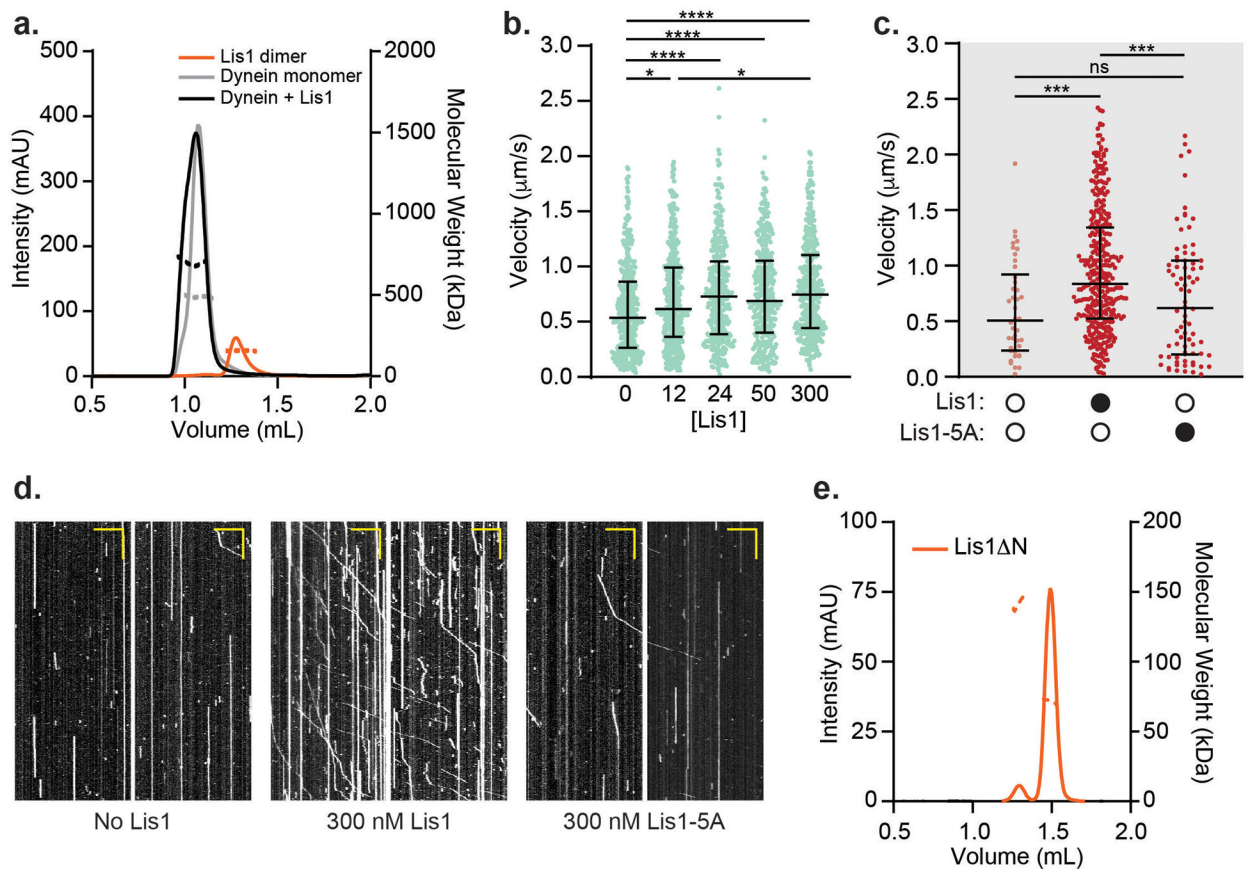 a.
500
400
300
200
100
0
Intensity (mAU)
Lis1 dimer
Dynein monomer
Dynein + Lis1
2000
1500
1000
500
0
Molecular Weight (kDa)
0.5
1.0
1.5
2.0
Volume (mL)
b.
****
****
****
*
*
3.0
2.5
2.0
1.5
1.0
0.5
0.0
Velocity (μm/s)
0
12
24
50
300
[Lis1]
c.
***
ns
***
3.0
2.5
2.0
1.5
1.0
0.5
0.0
Velocity (μm/s)
Lis1:
Lis1-5A:
d.
No Lis1
300 nM Lis1
300 nM Lis1-5A
e.
100
75
50
25
0
Intensity (mAU)
Lis1ΔN
200
150
100
50
0
Molecular Weight (kDa)
0.5
1.0
1.5
2.0
Volume (mL)